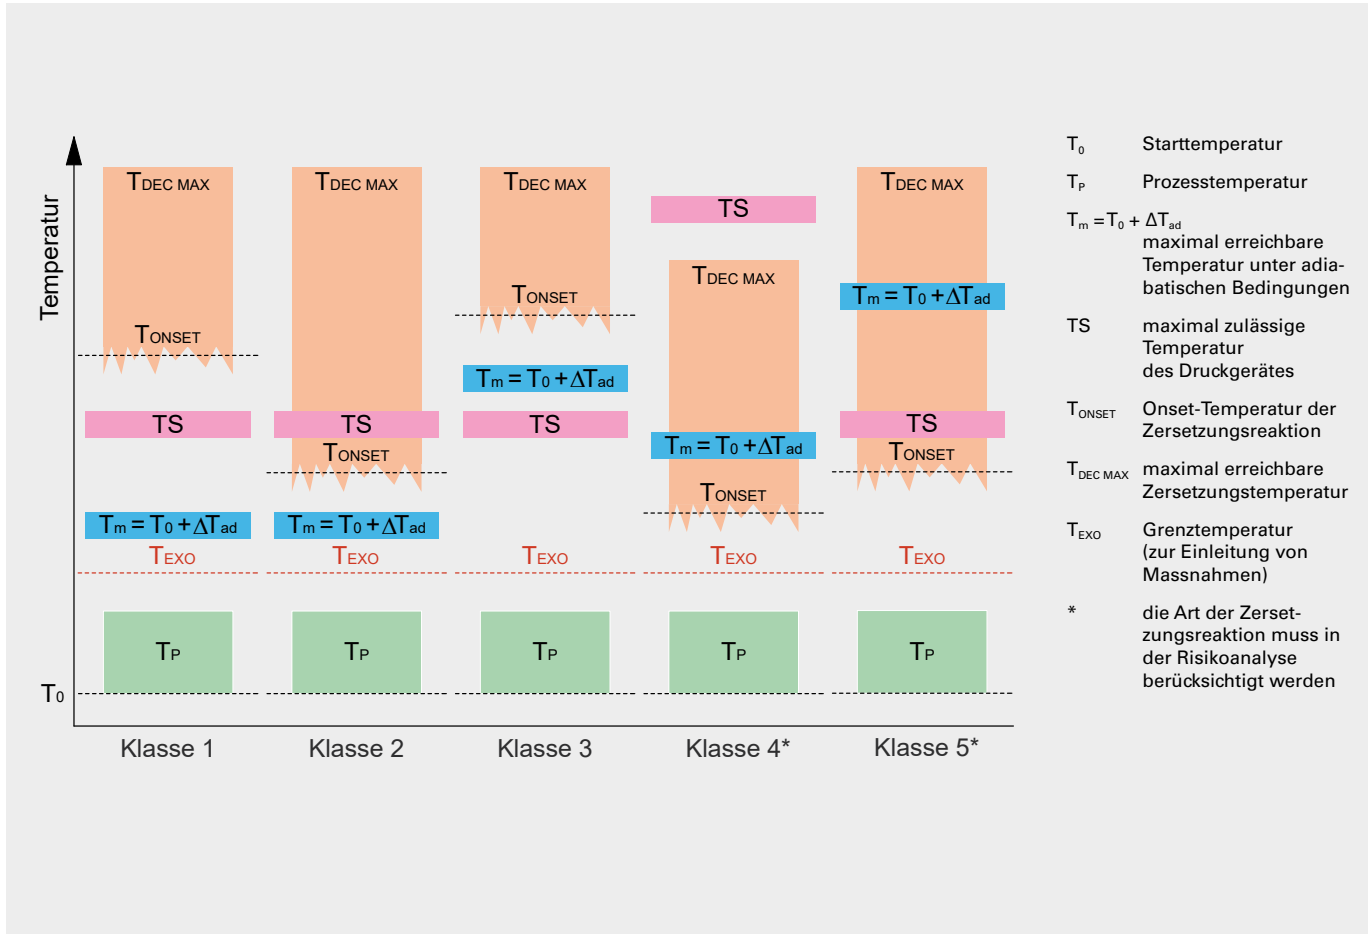 Temperatur
T0
TDEC MAX
TONSET
TS
Tm = T0 + ΔTad
TEXO
TP
Klasse 1
TDEC MAX
TS
TONSET
Tm = T0 + ΔTad
TEXO
TP
Klasse 2
TDEC MAX
TONSET
Tm = T0 + ΔTad
TS
TEXO
TP
Klasse 3
TS
TDEC MAX
Tm = T0 + ΔTad
TONSET
TEXO
TP
Klasse 4*
TDEC MAX
Tm = T0 + ΔTad
TS
TONSET
TEXO
TP
Klasse 5*
T0 Starttemperatur
TP Prozesstemperatur
Tm = T0 + ΔTad
maximal erreichbare
Temperatur unter adia-
batischen Bedingungen
TS maximal zulässige
Temperatur
des Druckgerätes
TONSET Onset-Temperatur der
Zersetzungsreaktion
TDEC MAX maximal erreichbare
Zersetzungstemperatur
TEXO Grenztemperatur
(zur Einleitung von
Massnahmen)
* die Art der Zerset-
zungsreaktion muss in
der Risikoanalyse
berücksichtigt werden